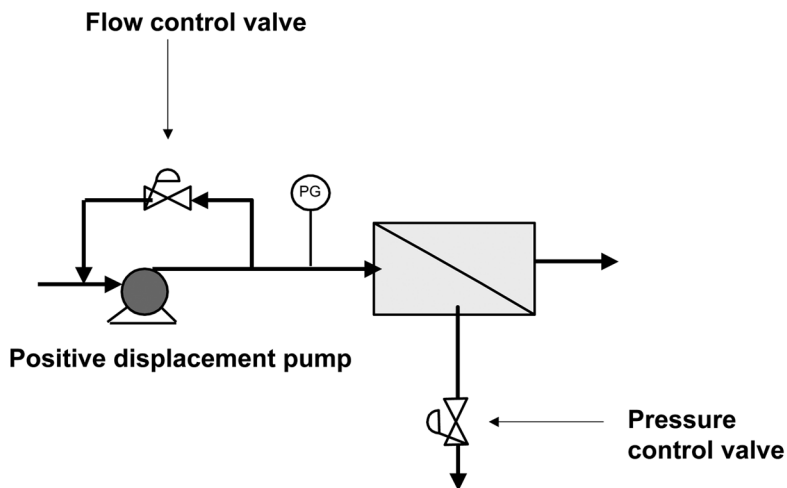 Flow control valve
PG
Positive displacement pump
Pressure
control valve